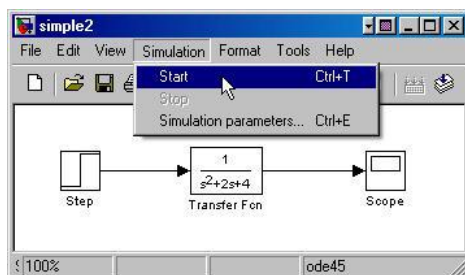 simple2
File Edit View Simulation Format Tools Help
Start Ctrl+T
Stop
Simulation parameters... Ctrl+E
1
s²+2s+4
Step
Transfer Fcn
Scope
100%
ode45